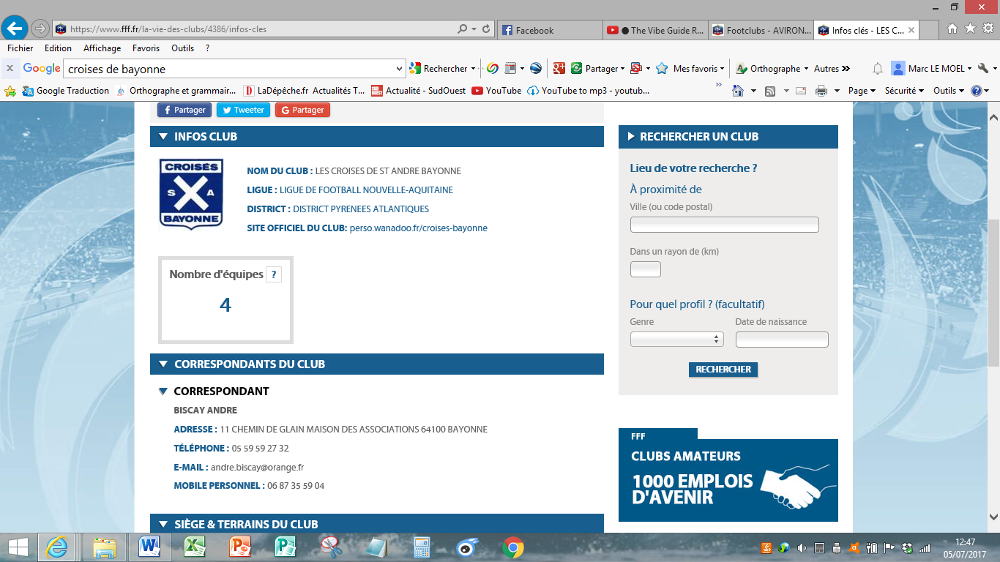 https://www.fff.fr/la-vie-des-clubs/4386/infos-cles
Facebook
● The Vibe Guide R...
Footclubs - AVIRON...
Infos clés - LES C...
Fichier Edition Affichage Favoris Outils ?
x Google croises de bayonne Rechercher Partager Mes favoris Orthographe Autres » Marc LE MOEL
Google Traduction Orthographe et grammair... LaDépêche.fr Actualités T... Actualité - SudOuest YouTube YouTube to mp3 - youtub... » Page Sécurité Outils
Partager Tweeter Partager
INFOS CLUB
CROISÉS
S A
BAYONNE
NOM DU CLUB : LES CROISES DE ST ANDRE BAYONNE
LIGUE : LIGUE DE FOOTBALL NOUVELLE-AQUITAINE
DISTRICT : DISTRICT PYRENEES ATLANTIQUES
SITE OFFICIEL DU CLUB: perso.wanadoo.fr/croises-bayonne
Nombre d'équipes ?
4
CORRESPONDANTS DU CLUB
CORRESPONDANT
BISCAY ANDRE
ADRESSE : 11 CHEMIN DE GLAIN MAISON DES ASSOCIATIONS 64100 BAYONNE
TÉLÉPHONE : 05 59 59 27 32
E-MAIL : andre.biscay@orange.fr
MOBILE PERSONNEL : 06 87 35 59 04
SIÈGE & TERRAINS DU CLUB
RECHERCHER UN CLUB
Lieu de votre recherche ?
À proximité de
Ville (ou code postal)
Dans un rayon de (km)
Pour quel profil ? (facultatif)
Genre Date de naissance
RECHERCHER
FFF
CLUBS AMATEURS
1000 EMPLOIS
D'AVENIR
12:47
05/07/2017